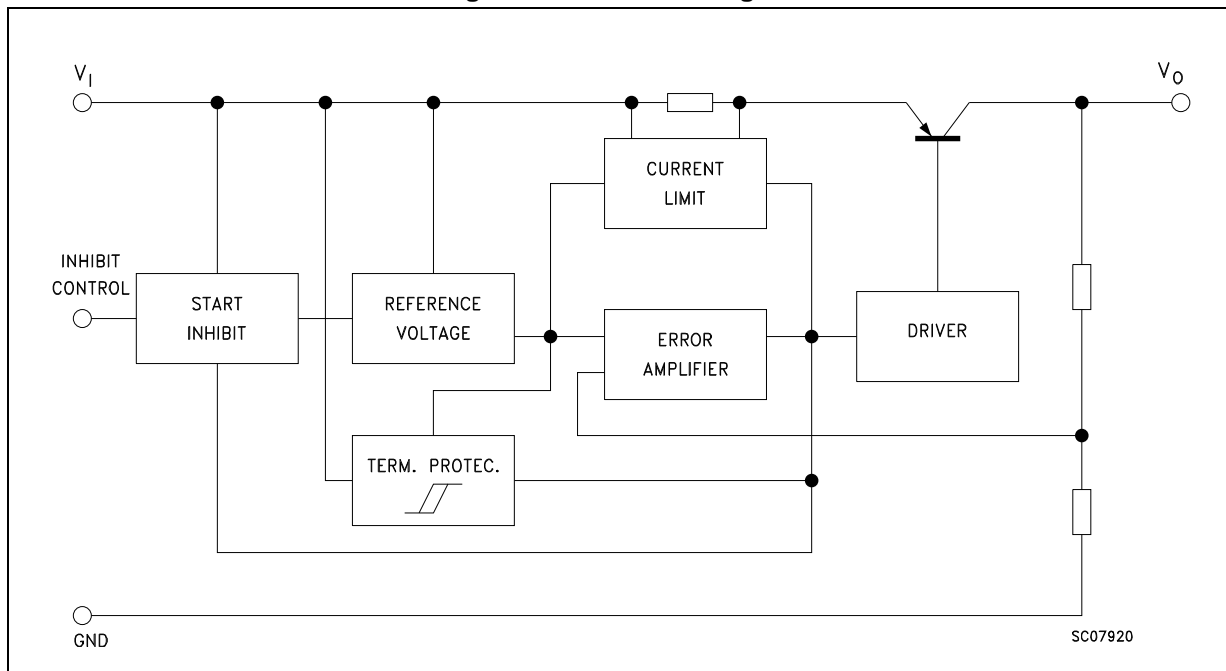 V_I
V_O
CURRENT
LIMIT
INHIBIT
CONTROL
START
INHIBIT
REFERENCE
VOLTAGE
ERROR
AMPLIFIER
DRIVER
TERM. PROTEC.
GND
SC07920